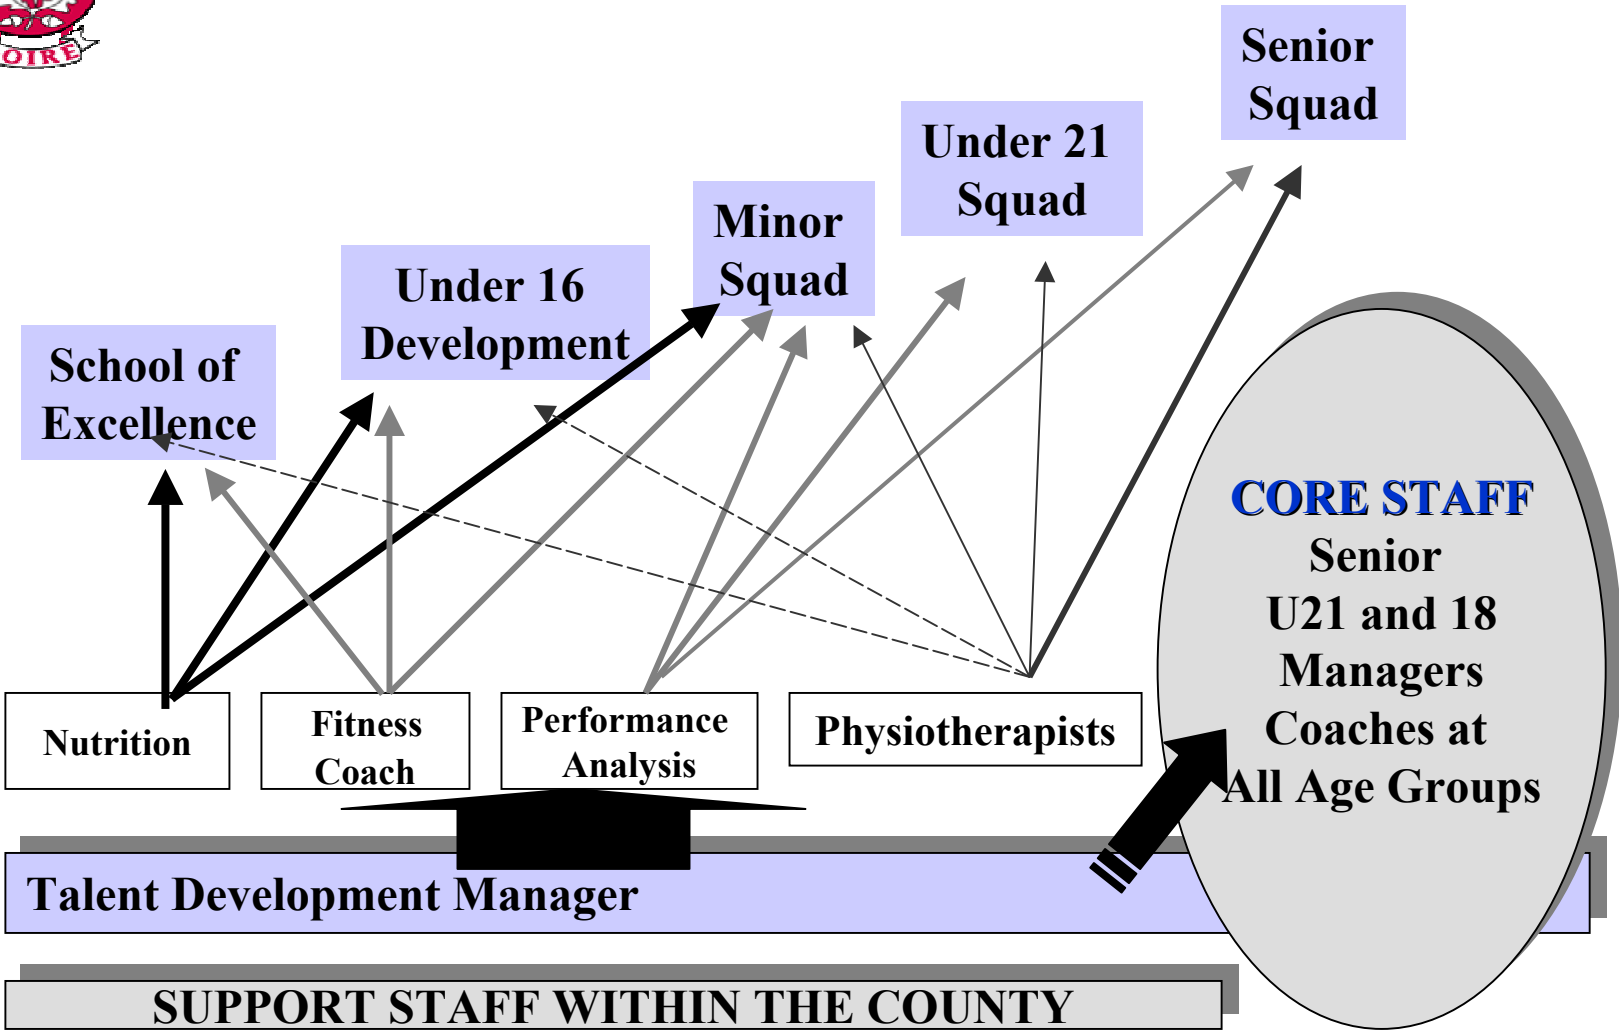 OIRE
Senior
Squad
Under 21
Squad
Minor
Squad
Under 16
Development
School of
Excellence
CORE STAFF
Senior
U21 and 18
Managers
Coaches at
All Age Groups
Nutrition
Fitness
Coach
Performance
Analysis
Physiotherapists
Talent Development Manager
SUPPORT STAFF WITHIN THE COUNTY